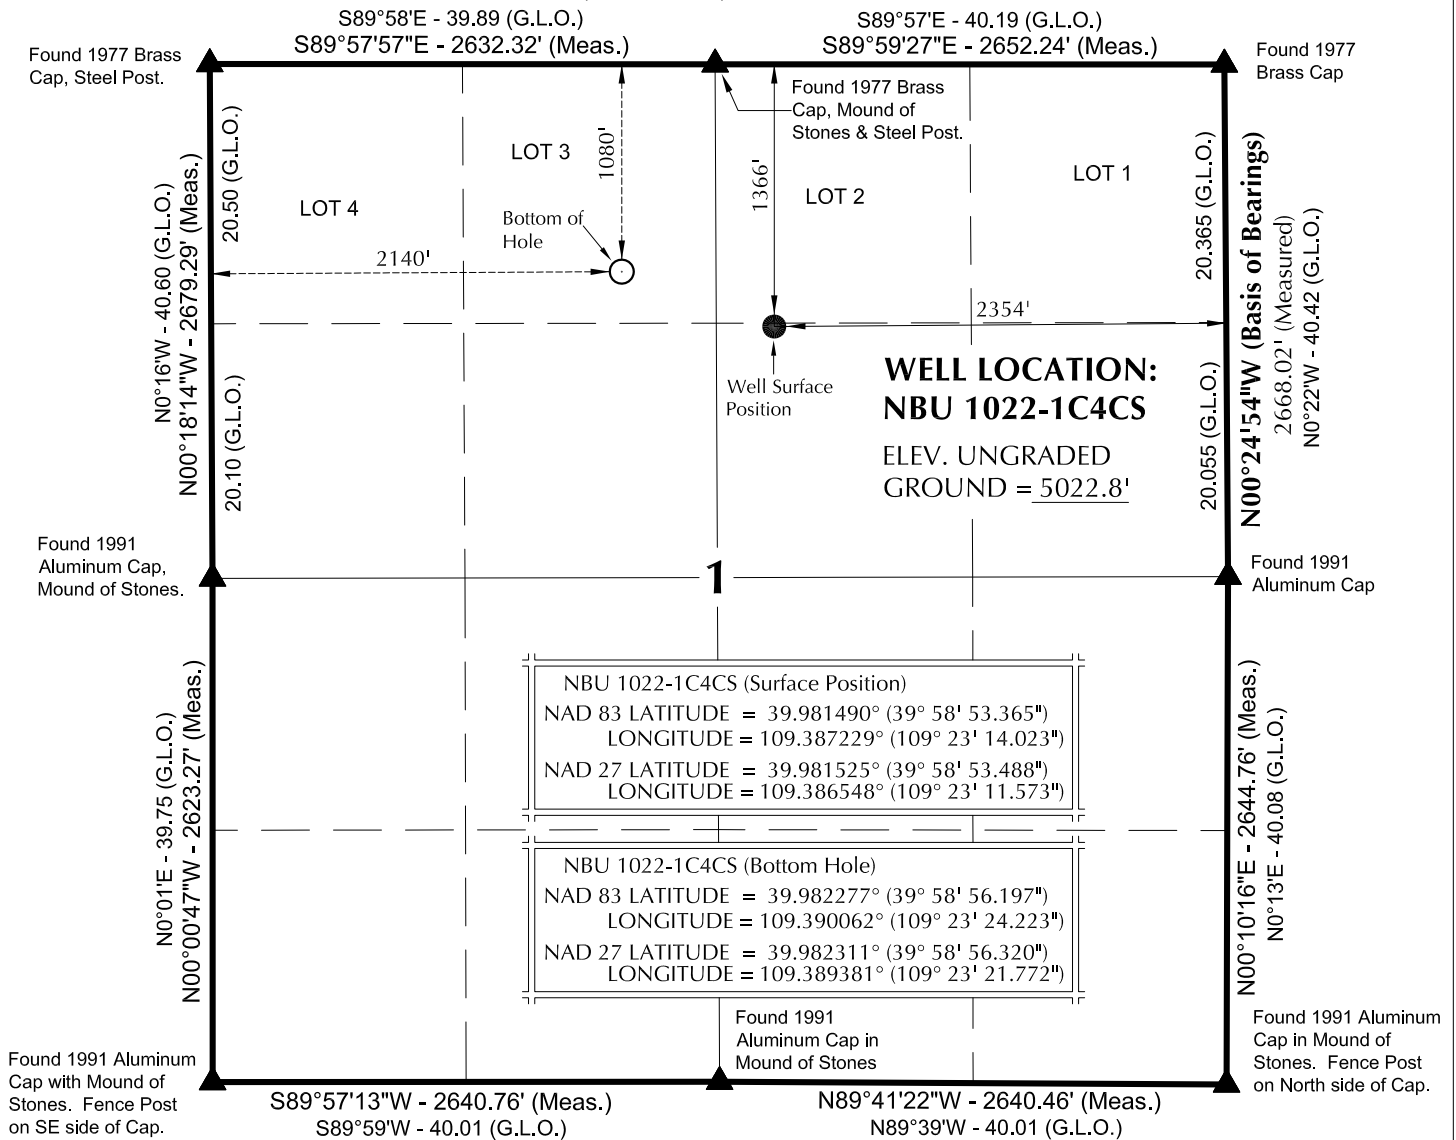 S89°58'E - 39.89 (G.L.O.)
S89°57'57"E - 2632.32' (Meas.)
S89°57'E - 40.19 (G.L.O.)
S89°59'27"E - 2652.24' (Meas.)
Found 1977 Brass
Cap, Steel Post.
Found 1977
Brass Cap
Found 1977 Brass
Cap, Mound of
Stones & Steel Post.
LOT 4
LOT 3
LOT 2
LOT 1
1080'
1366'
2140'
2354'
Bottom of
Hole
Well Surface
Position
20.50 (G.L.O.)
20.10 (G.L.O.)
N0°16'W - 40.60 (G.L.O.)
N00°18'14"W - 2679.29' (Meas.)
20.365 (G.L.O.)
20.055 (G.L.O.)
N00°24'54"W (Basis of Bearings)
2668.02' (Measured)
N0°22'W - 40.42 (G.L.O.)
WELL LOCATION:
NBU 1022-1C4CS
ELEV. UNGRADED
GROUND = 5022.8'
Found 1991
Aluminum Cap,
Mound of Stones.
1
Found 1991
Aluminum Cap
N0°01'E - 39.75 (G.L.O.)
N00°00'47"W - 2623.27' (Meas.)
NBU 1022-1C4CS (Surface Position)
NAD 83 LATITUDE = 39.981490° (39° 58' 53.365")
LONGITUDE = 109.387229° (109° 23' 14.023")
NAD 27 LATITUDE = 39.981525° (39° 58' 53.488")
LONGITUDE = 109.386548° (109° 23' 11.573")
NBU 1022-1C4CS (Bottom Hole)
NAD 83 LATITUDE = 39.982277° (39° 58' 56.197")
LONGITUDE = 109.390062° (109° 23' 24.223")
NAD 27 LATITUDE = 39.982311° (39° 58' 56.320")
LONGITUDE = 109.389381° (109° 23' 21.772")
N00°10'16"E - 2644.76' (Meas.)
N0°13'E - 40.08 (G.L.O.)
Found 1991 Aluminum
Cap with Mound of
Stones. Fence Post
on SE side of Cap.
Found 1991
Aluminum Cap in
Mound of Stones
Found 1991 Aluminum
Cap in Mound of
Stones. Fence Post
on North side of Cap.
S89°57'13"W - 2640.76' (Meas.)
S89°59'W - 40.01 (G.L.O.)
N89°41'22"W - 2640.46' (Meas.)
N89°39'W - 40.01 (G.L.O.)